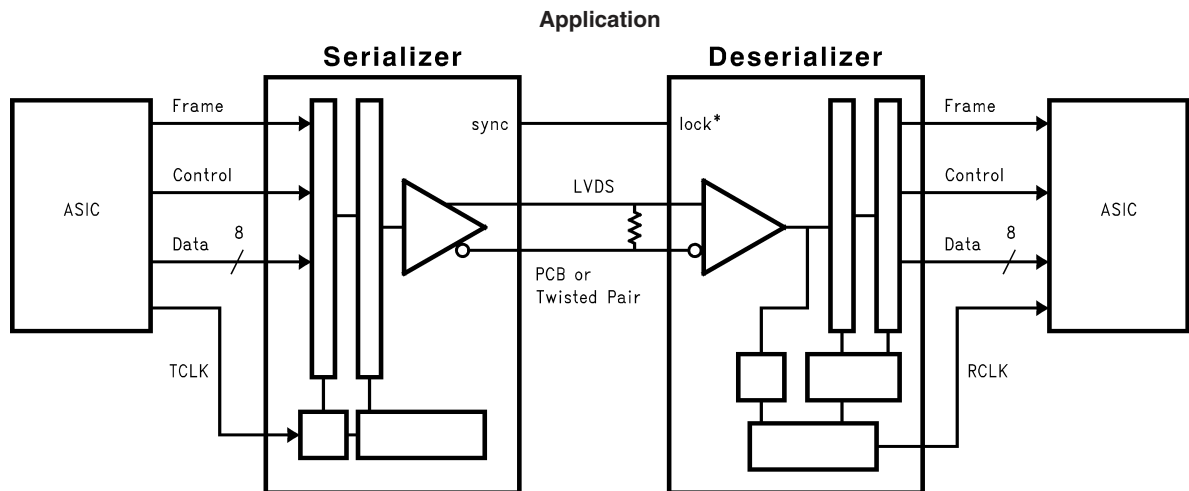 Application
Serializer
Deserializer
ASIC
Frame
Control
Data
8
TCLK
sync
lock*
LVDS
PCB or
Twisted Pair
Frame
Control
Data
8
RCLK
ASIC